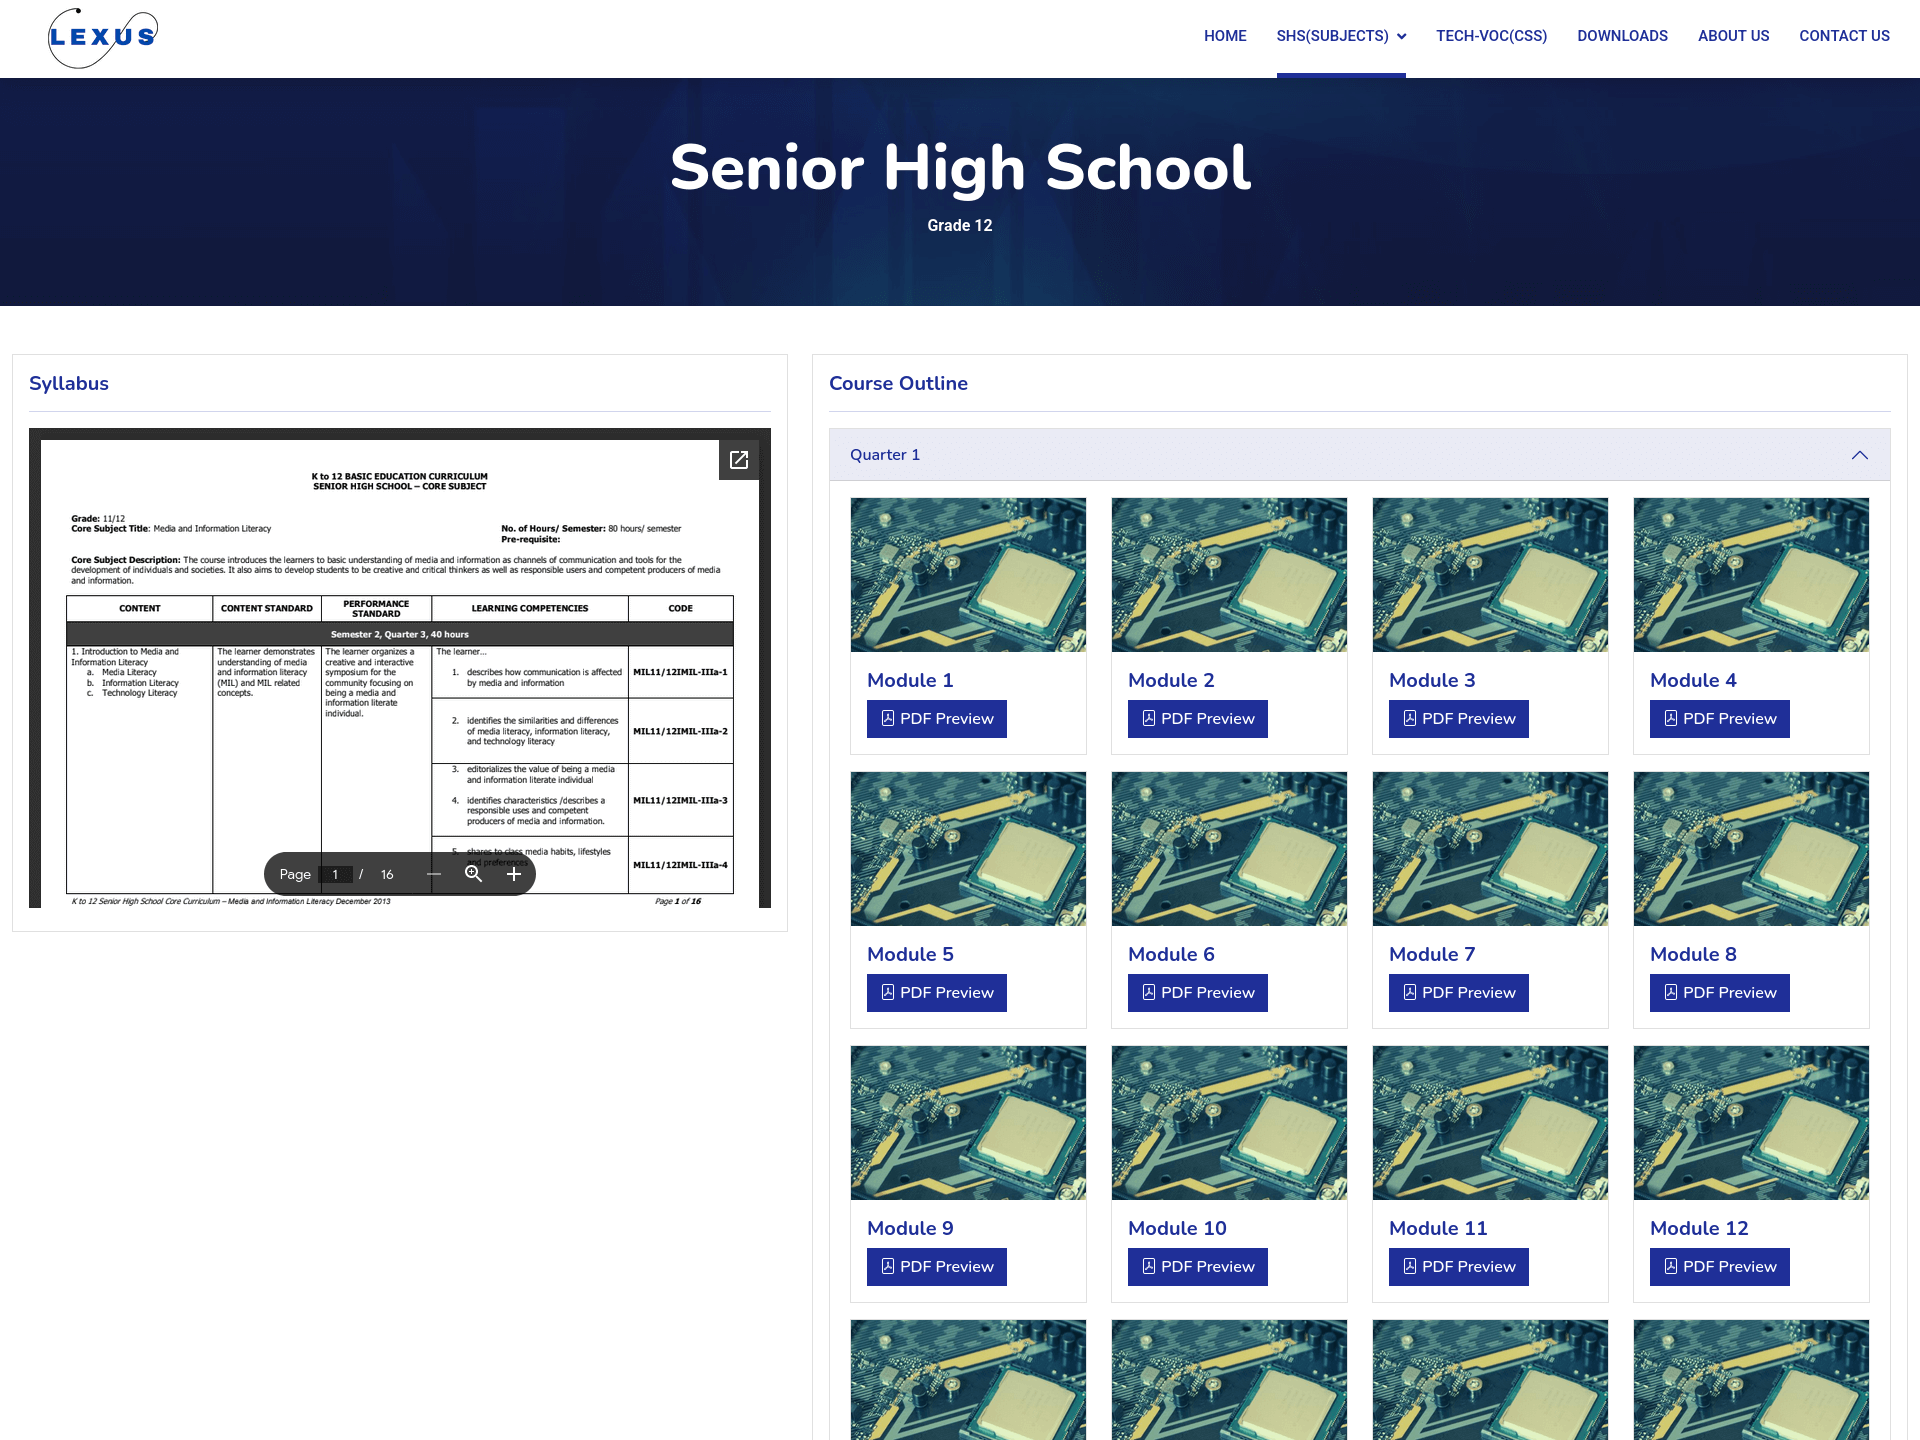 LEXUS
HOME
SHS(SUBJECTS)
TECH-VOC(CSS)
DOWNLOADS
ABOUT US
CONTACT US
Senior High School
Grade 12
Syllabus
K to 12 BASIC EDUCATION CURRICULUM
SENIOR HIGH SCHOOL – CORE SUBJECT
Grade: 11/12
Core Subject Title: Media and Information Literacy
No. of Hours/ Semester: 80 hours/ semester
Pre-requisite:
Core Subject Description: The course introduces the learners to basic understanding of media and information as channels of communication and tools for the
development of individuals and societies. It also aims to develop students to be creative and critical thinkers as well as responsible users and competent producers of media
and information.
CONTENT
CONTENT STANDARD
PERFORMANCE
STANDARD
LEARNING COMPETENCIES
CODE
Semester 2, Quarter 3, 40 hours
1. Introduction to Media and
Information Literacy
a. Media Literacy
b. Information Literacy
c. Technology Literacy
The learner demonstrates
understanding of media
and information literacy
(MIL) and MIL related
concepts.
The learner organizes a
creative and interactive
symposium for the
community focusing on
being a media and
information literate
individual.
The learner...
1. describes how communication is affected
by media and information
MIL11/12IMIL-IIIa-1
2. identifies the similarities and differences
of media literacy, information literacy,
and technology literacy
MIL11/12IMIL-IIIa-2
3. editorializes the value of being a media
and information literate individual
4. identifies characteristics /describes a
responsible uses and competent
producers of media and information.
MIL11/12IMIL-IIIa-3
5. shares to class media habits, lifestyles
and preferences
MIL11/12IMIL-IIIa-4
Page 1 / 16
K to 12 Senior High School Core Curriculum – Media and Information Literacy December 2013
Page 1 of 16
Course Outline
Quarter 1
Module 1
PDF Preview
Module 2
PDF Preview
Module 3
PDF Preview
Module 4
PDF Preview
Module 5
PDF Preview
Module 6
PDF Preview
Module 7
PDF Preview
Module 8
PDF Preview
Module 9
PDF Preview
Module 10
PDF Preview
Module 11
PDF Preview
Module 12
PDF Preview